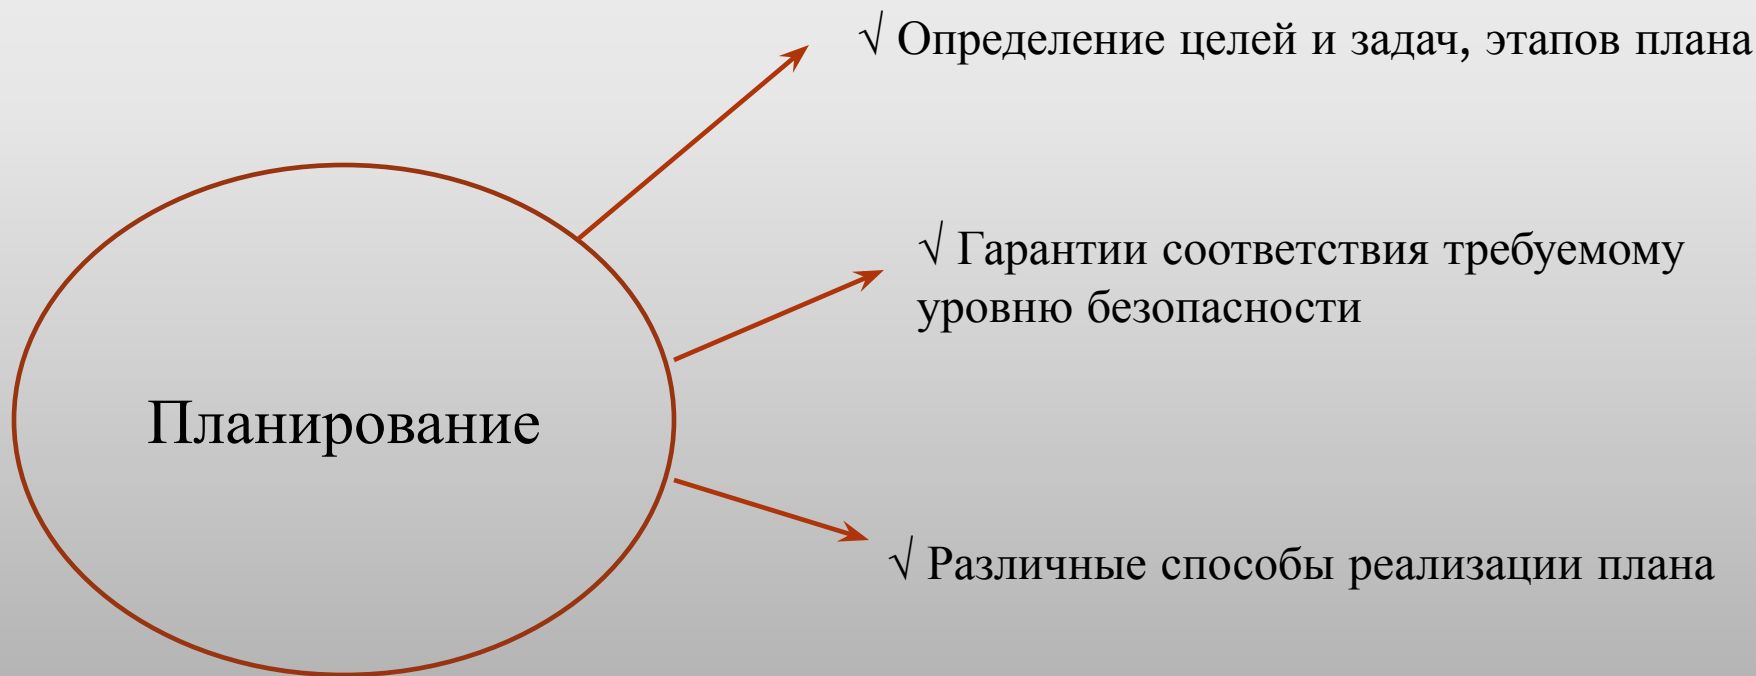 √ Определение целей и задач, этапов плана
√ Гарантии соответствия требуемому
уровню безопасности
Планирование
√ Различные способы реализации плана